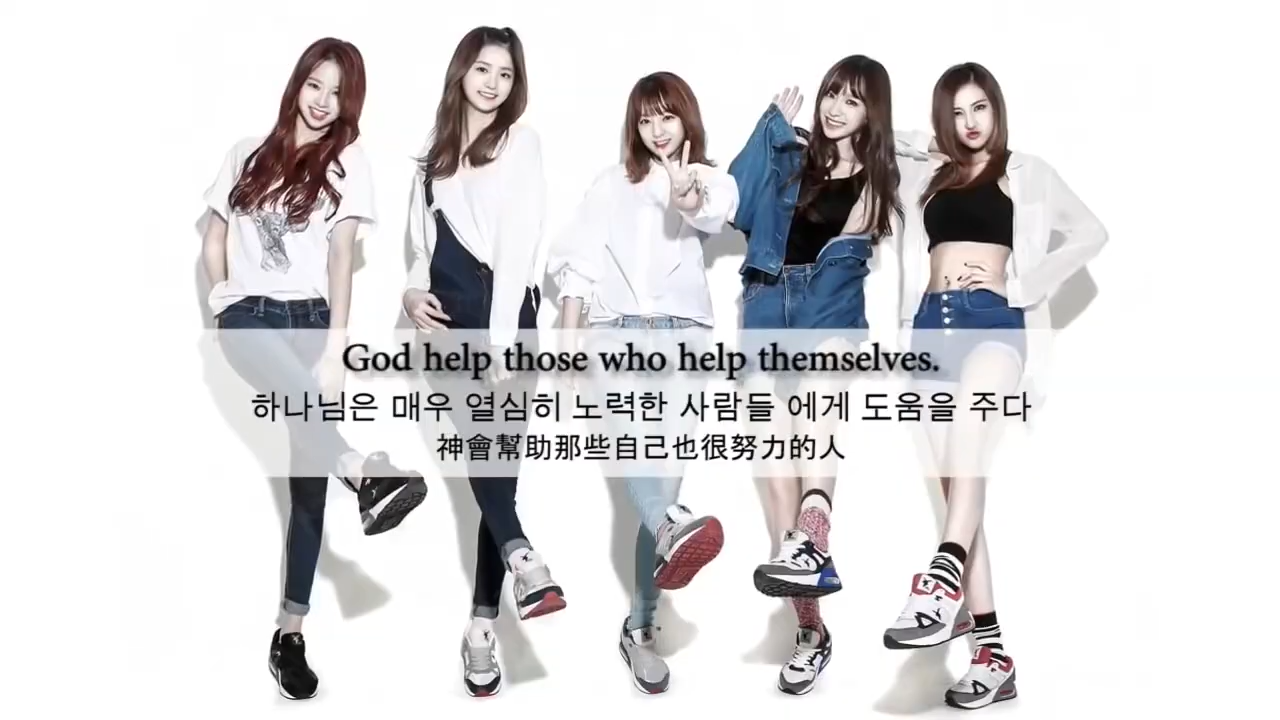 God help those who help themselves.
하나님은 매우 열심히 노력한 사람들 에게 도움을 주다
神會幫助那些自己也很努力的人